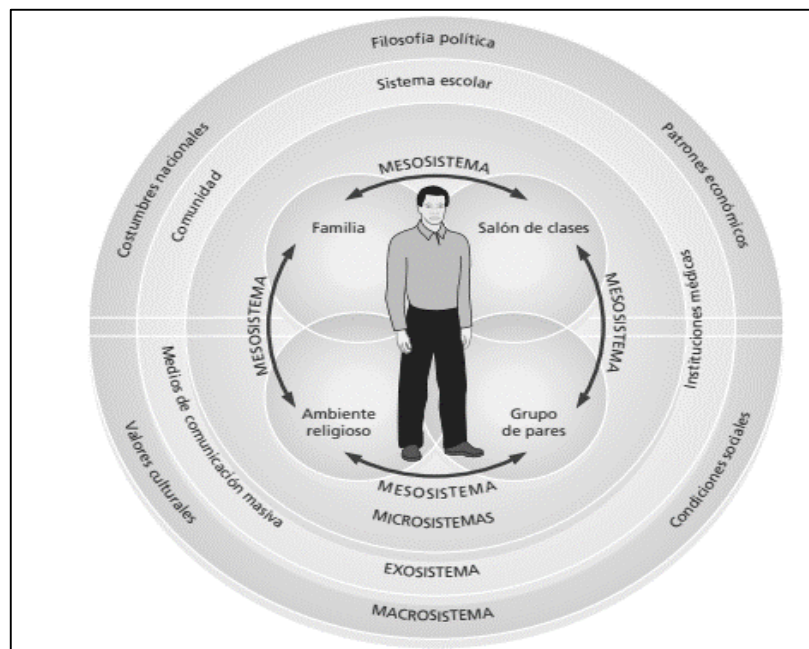 Filosofía política
Sistema escolar
Costumbres nacionales
Patrones económicos
Comunidad
MESOSISTEMA
Familia
Salón de clases
MESOSISTEMA
MESOSISTEMA
Instituciones médicas
Ambiente
religioso
Grupo
de pares
Medios de comunicación masiva
Valores culturales
Condiciones sociales
MESOSISTEMA
MICROSISTEMAS
EXOSISTEMA
MACROSISTEMA